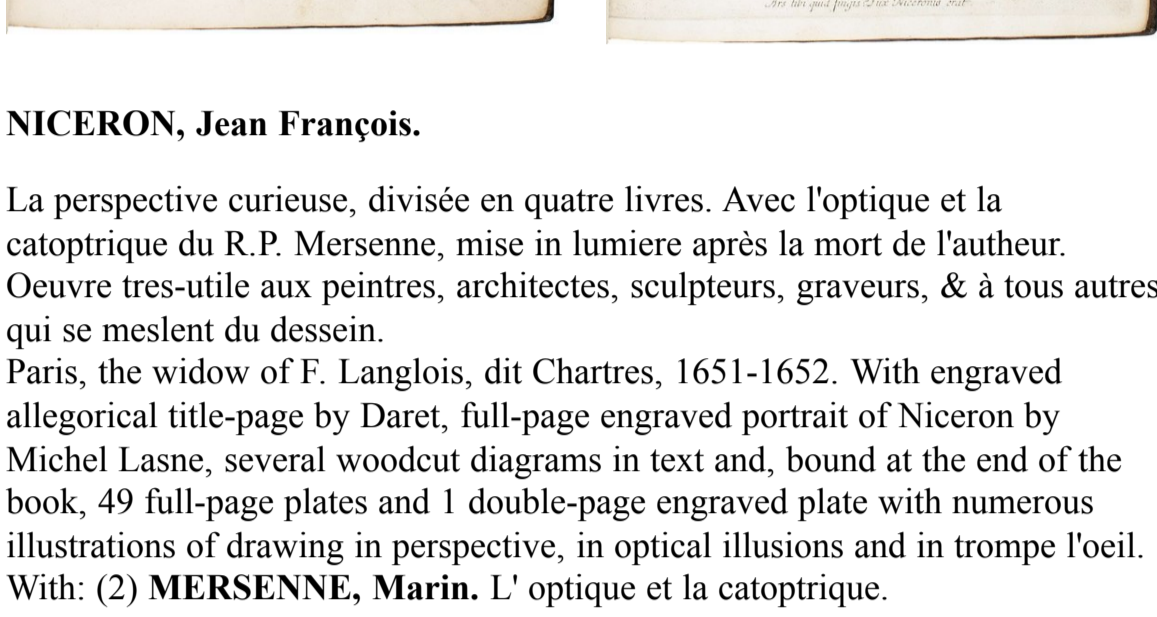 Ars tibi quid pingis
NICERON, Jean François.
La perspective curieuse, divisée en quatre livres. Avec l'optique et la
catoptrique du R.P. Mersenne, mise in lumiere après la mort de l'autheur.
Oeuvre tres-utile aux peintres, architectes, sculpteurs, graveurs, & à tous autres
qui se meslent du dessein.
Paris, the widow of F. Langlois, dit Chartres, 1651-1652. With engraved
allegorical title-page by Daret, full-page engraved portrait of Niceron by
Michel Lasne, several woodcut diagrams in text and, bound at the end of the
book, 49 full-page plates and 1 double-page engraved plate with numerous
illustrations of drawing in perspective, in optical illusions and in trompe l'oeil.
With: (2) MERSENNE, Marin. L' optique et la catoptrique.